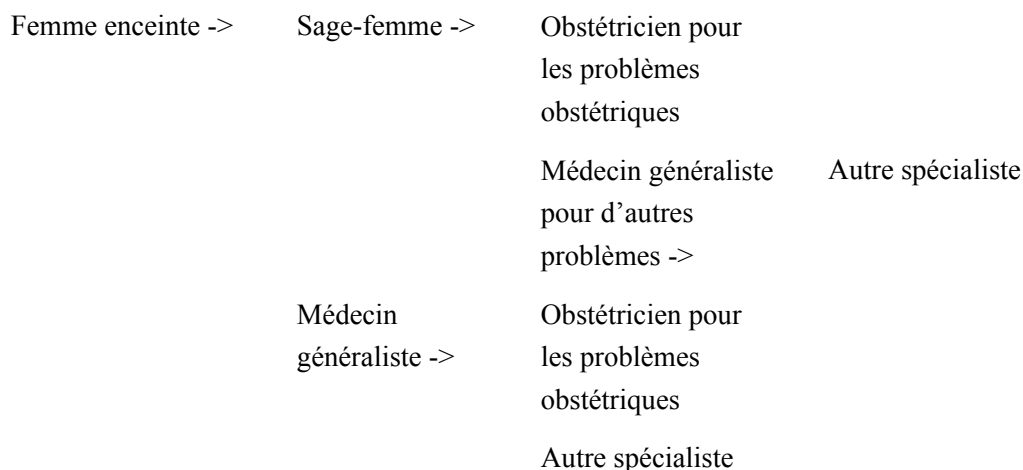 Femme enceinte -> Sage-femme -> Obstétricien pour
les problèmes
obstétriques
Médecin généraliste Autre spécialiste
pour d’autres
problèmes ->
Médecin Obstétricien pour
généraliste -> les problèmes
obstétriques
Autre spécialiste